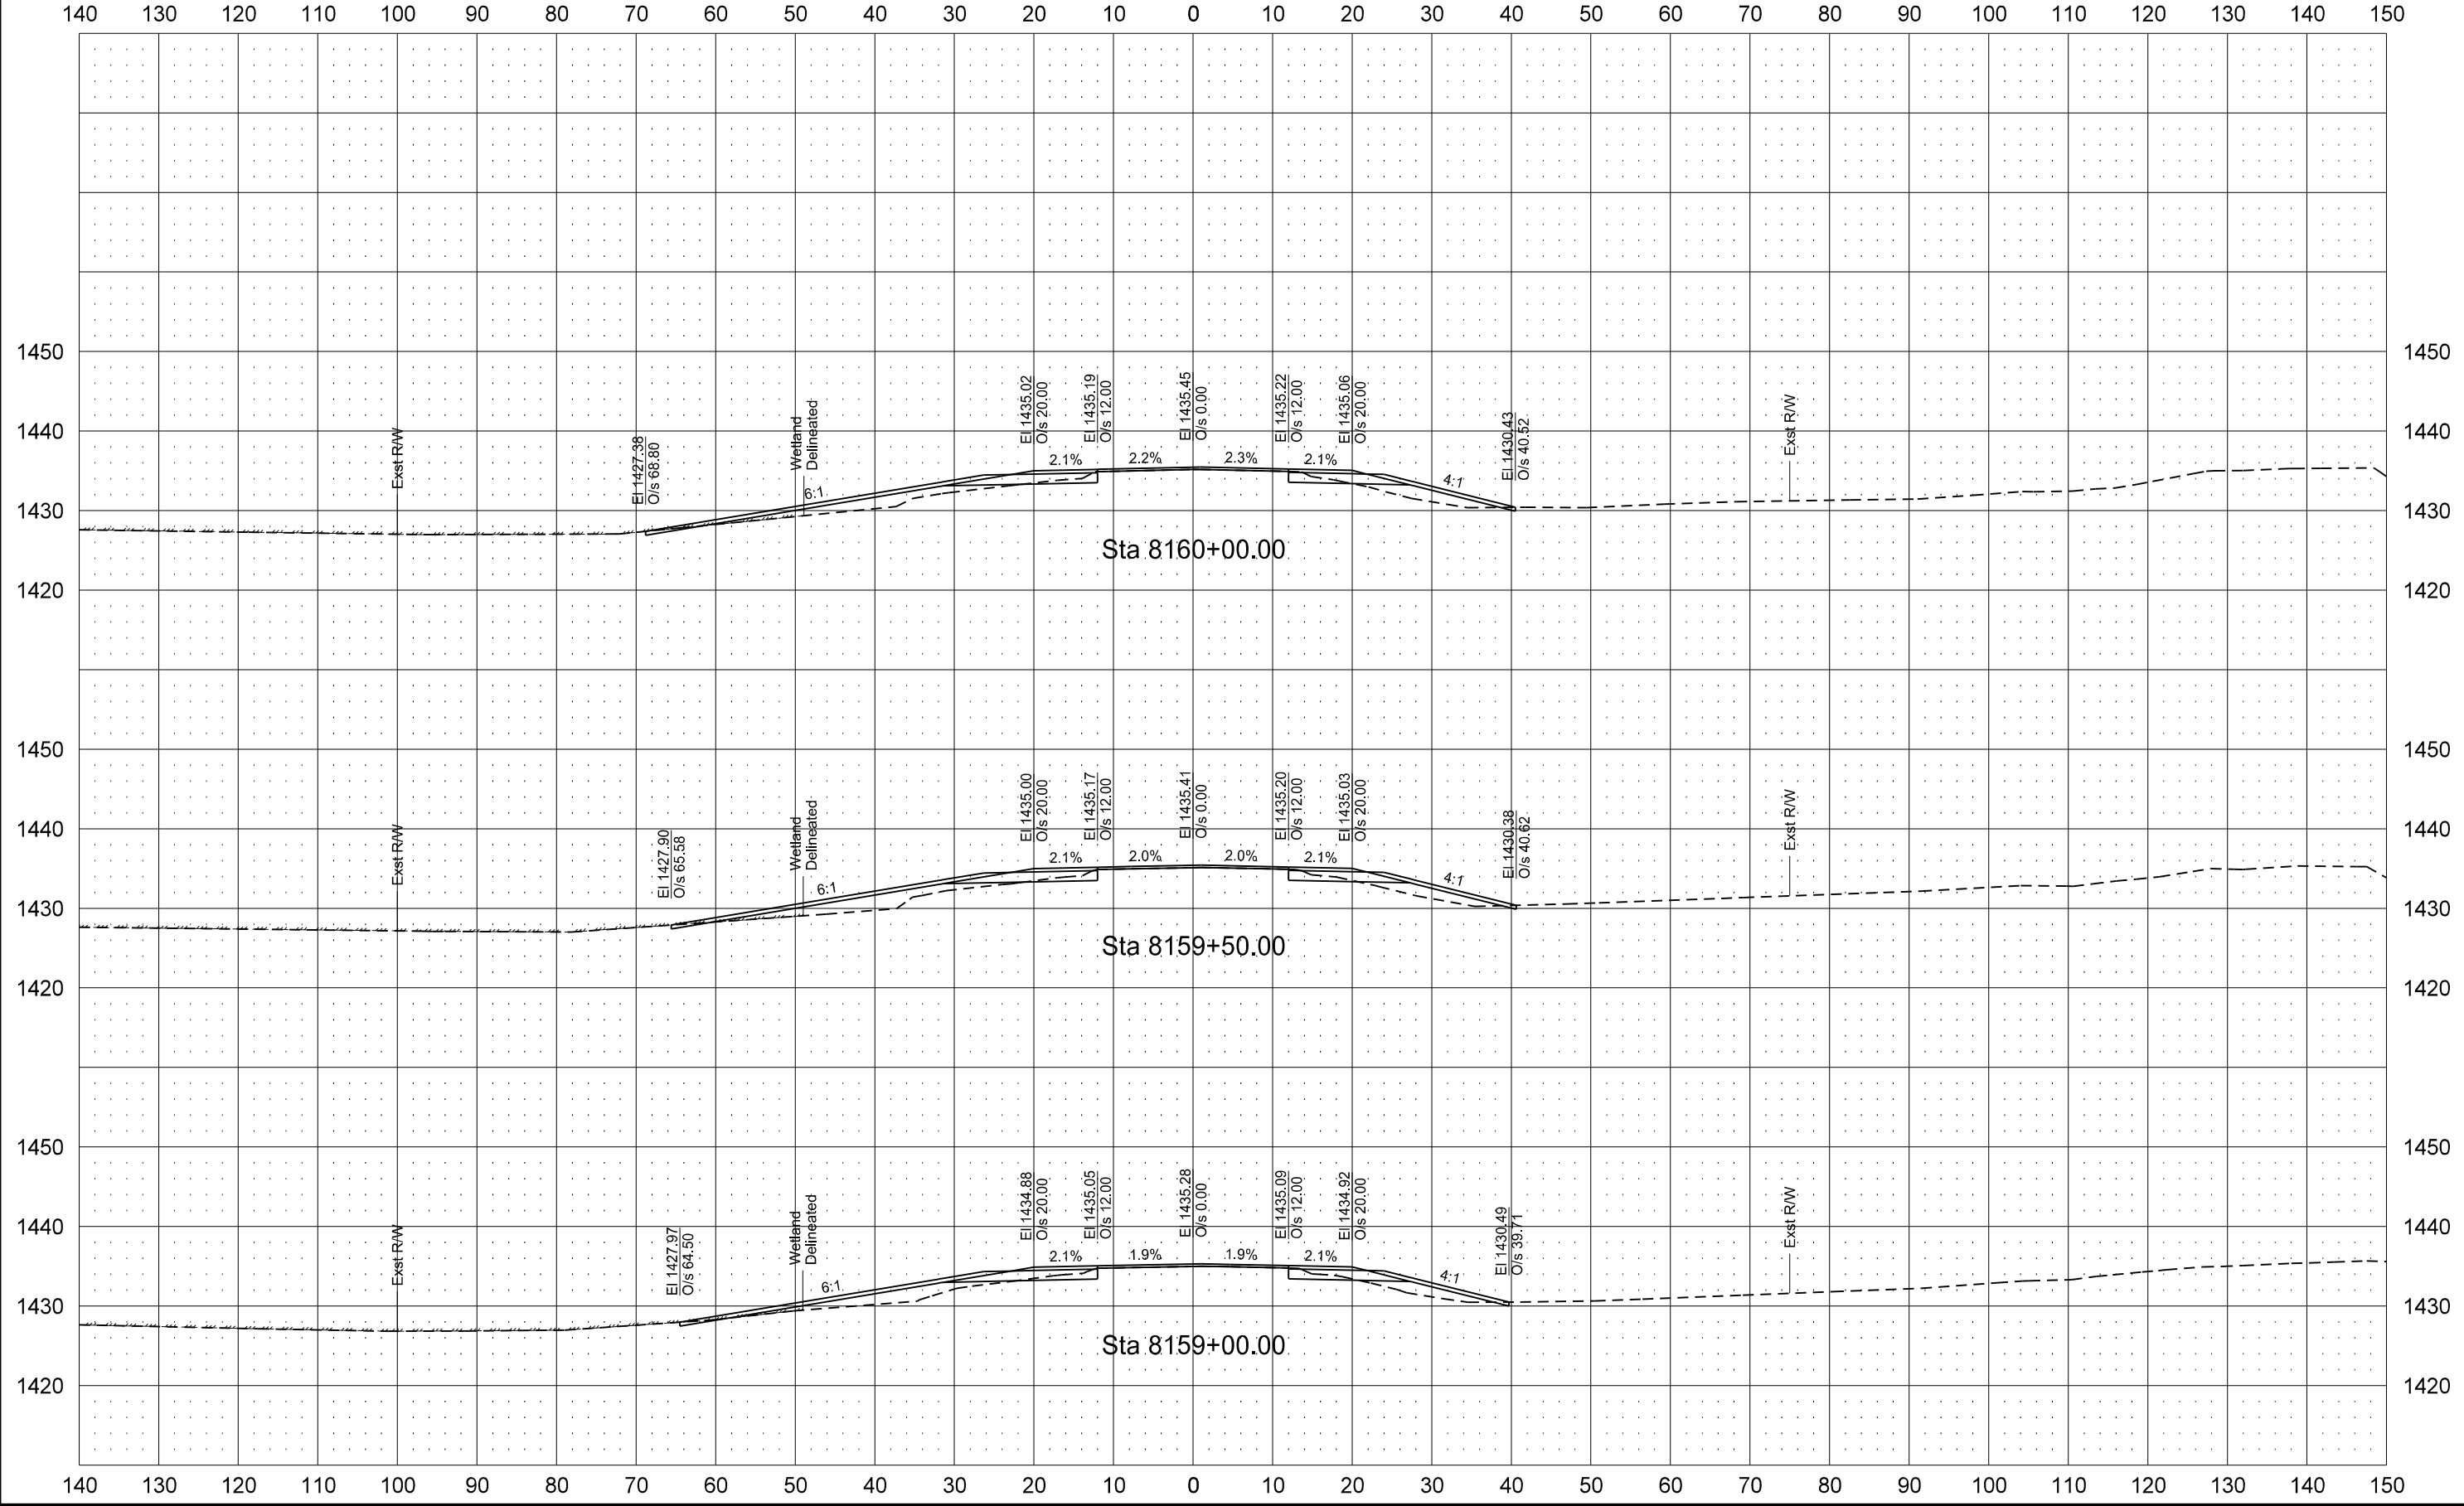 140 130 120 110 100 90 80 70 60 50 40 30 20 10 0 10 20 30 40 50 60 70 80 90 100 110 120 130 140 150
1450 1450
1440 1440
1430 1430
1420 1420
Exst R/W
El 1427.38
O/s 68.80
Wetland
Delineated
6:1
El 1435.02
O/s 20.00
2.1%
El 1435.19
O/s 12.00
2.2%
El 1435.45
O/s 0.00
2.3%
El 1435.22
O/s 12.00
2.1%
El 1435.06
O/s 20.00
4:1
El 1430.43
O/s 40.52
Exst R/W
Sta 8160+00.00
1450 1450
1440 1440
1430 1430
1420 1420
Exst R/W
El 1427.90
O/s 65.58
Wetland
Delineated
6:1
El 1435.00
O/s 20.00
2.1%
El 1435.17
O/s 12.00
2.0%
El 1435.41
O/s 0.00
2.0%
El 1435.20
O/s 12.00
2.1%
El 1435.03
O/s 20.00
4:1
El 1430.38
O/s 40.62
Exst R/W
Sta 8159+50.00
1450 1450
1440 1440
1430 1430
1420 1420
Exst R/W
El 1427.97
O/s 64.50
Wetland
Delineated
6:1
El 1434.88
O/s 20.00
2.1%
El 1435.05
O/s 12.00
1.9%
El 1435.28
O/s 0.00
1.9%
El 1435.09
O/s 12.00
2.1%
El 1434.92
O/s 20.00
4:1
El 1430.49
O/s 39.71
Exst R/W
Sta 8159+00.00
140 130 120 110 100 90 80 70 60 50 40 30 20 10 0 10 20 30 40 50 60 70 80 90 100 110 120 130 140 150